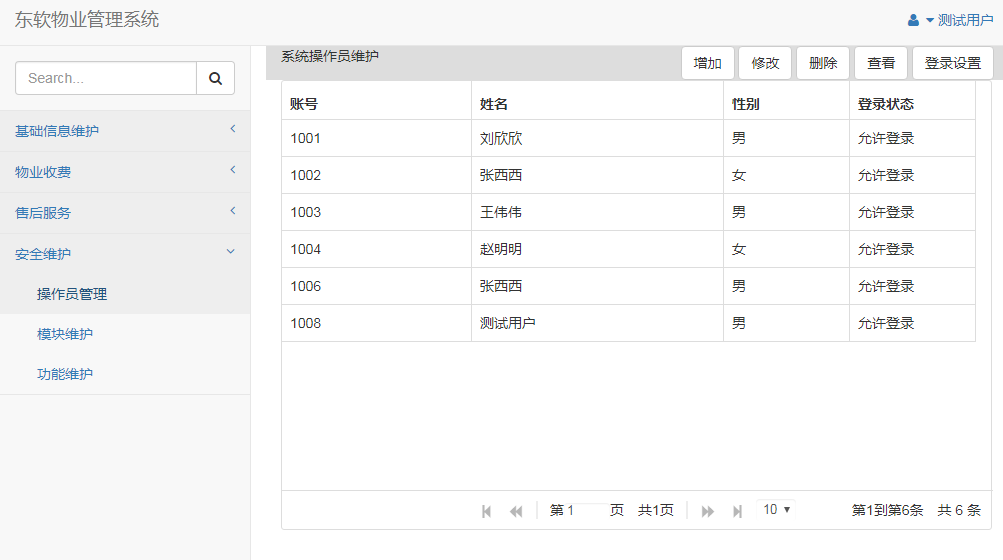 东软物业管理系统
测试用户
Search...
基础信息维护
物业收费
售后服务
安全维护
操作员管理
模块维护
功能维护
系统操作员维护 增加 修改 删除 查看 登录设置
账号 姓名 性别 登录状态
1001 刘欣欣 男 允许登录
1002 张西西 女 允许登录
1003 王伟伟 男 允许登录
1004 赵明明 女 允许登录
1006 张西西 男 允许登录
1008 测试用户 男 允许登录
第 1 页 共1页 10 第1到第6条 共 6 条